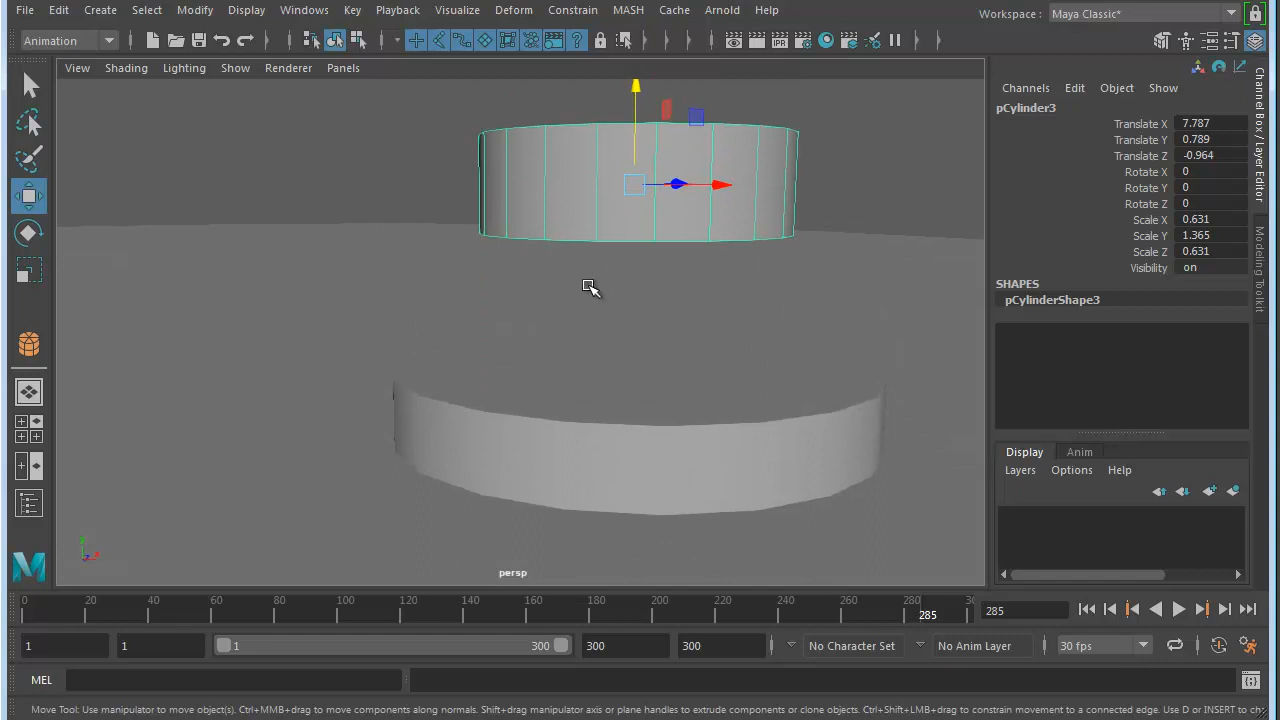 File Edit Create Select Modify Display Windows Key Playback Visualize Deform Constrain MASH Cache Arnold Help
Workspace : Maya Classic*
Animation
View Shading Lighting Show Renderer Panels
Channels Edit Object Show
pCylinder3
Translate X 7.787
Translate Y 0.789
Translate Z -0.964
Rotate X 0
Rotate Y 0
Rotate Z 0
Scale X 0.631
Scale Y 1.365
Scale Z 0.631
Visibility on
SHAPES
pCylinderShape3
Channel Box / Layer Editor
Modeling Toolkit
Display Anim
Layers Options Help
persp
0 20 40 60 80 100 120 140 160 180 200 220 240 260 280
285
285
1 1 1 300 300 300 No Character Set No Anim Layer 30 fps
MEL
Move Tool: Use manipulator to move object(s). Ctrl+MMB+drag to move components along normals. Shift+drag manipulator axis or plane handles to extrude components or clone objects. Ctrl+Shift+LMB+drag to constrain movement to a connected edge. Use D or INSERT to